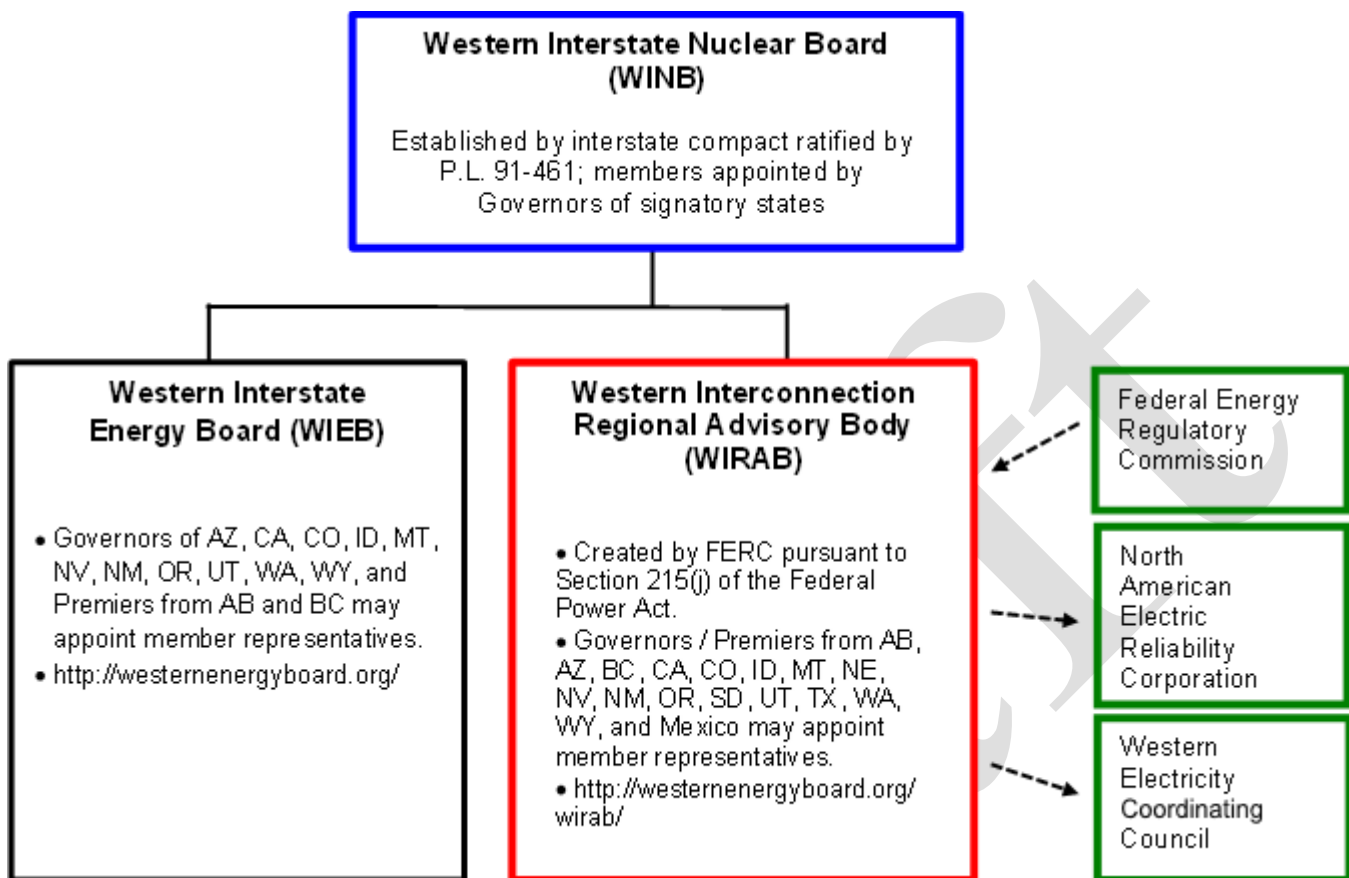 Western Interstate Nuclear Board
(WINB)
Established by interstate compact ratified by
P.L. 91-461; members appointed by
Governors of signatory states
Western Interstate
Energy Board (WIEB)
• Governors of AZ, CA, CO, ID, MT,
NV, NM, OR, UT, WA, WY, and
Premiers from AB and BC may
appoint member representatives.
• http://westernenergyboard.org/
Western Interconnection
Regional Advisory Body
(WIRAB)
• Created by FERC pursuant to
Section 215(j) of the Federal
Power Act.
• Governors / Premiers from AB,
AZ, BC, CA, CO, ID, MT, NE,
NV, NM, OR, SD, UT, TX, WA,
WY, and Mexico may appoint
member representatives.
• http://westernenergyboard.org/
wirab/
Federal Energy
Regulatory
Commission
North
American
Electric
Reliability
Corporation
Western
Electricity
Coordinating
Council